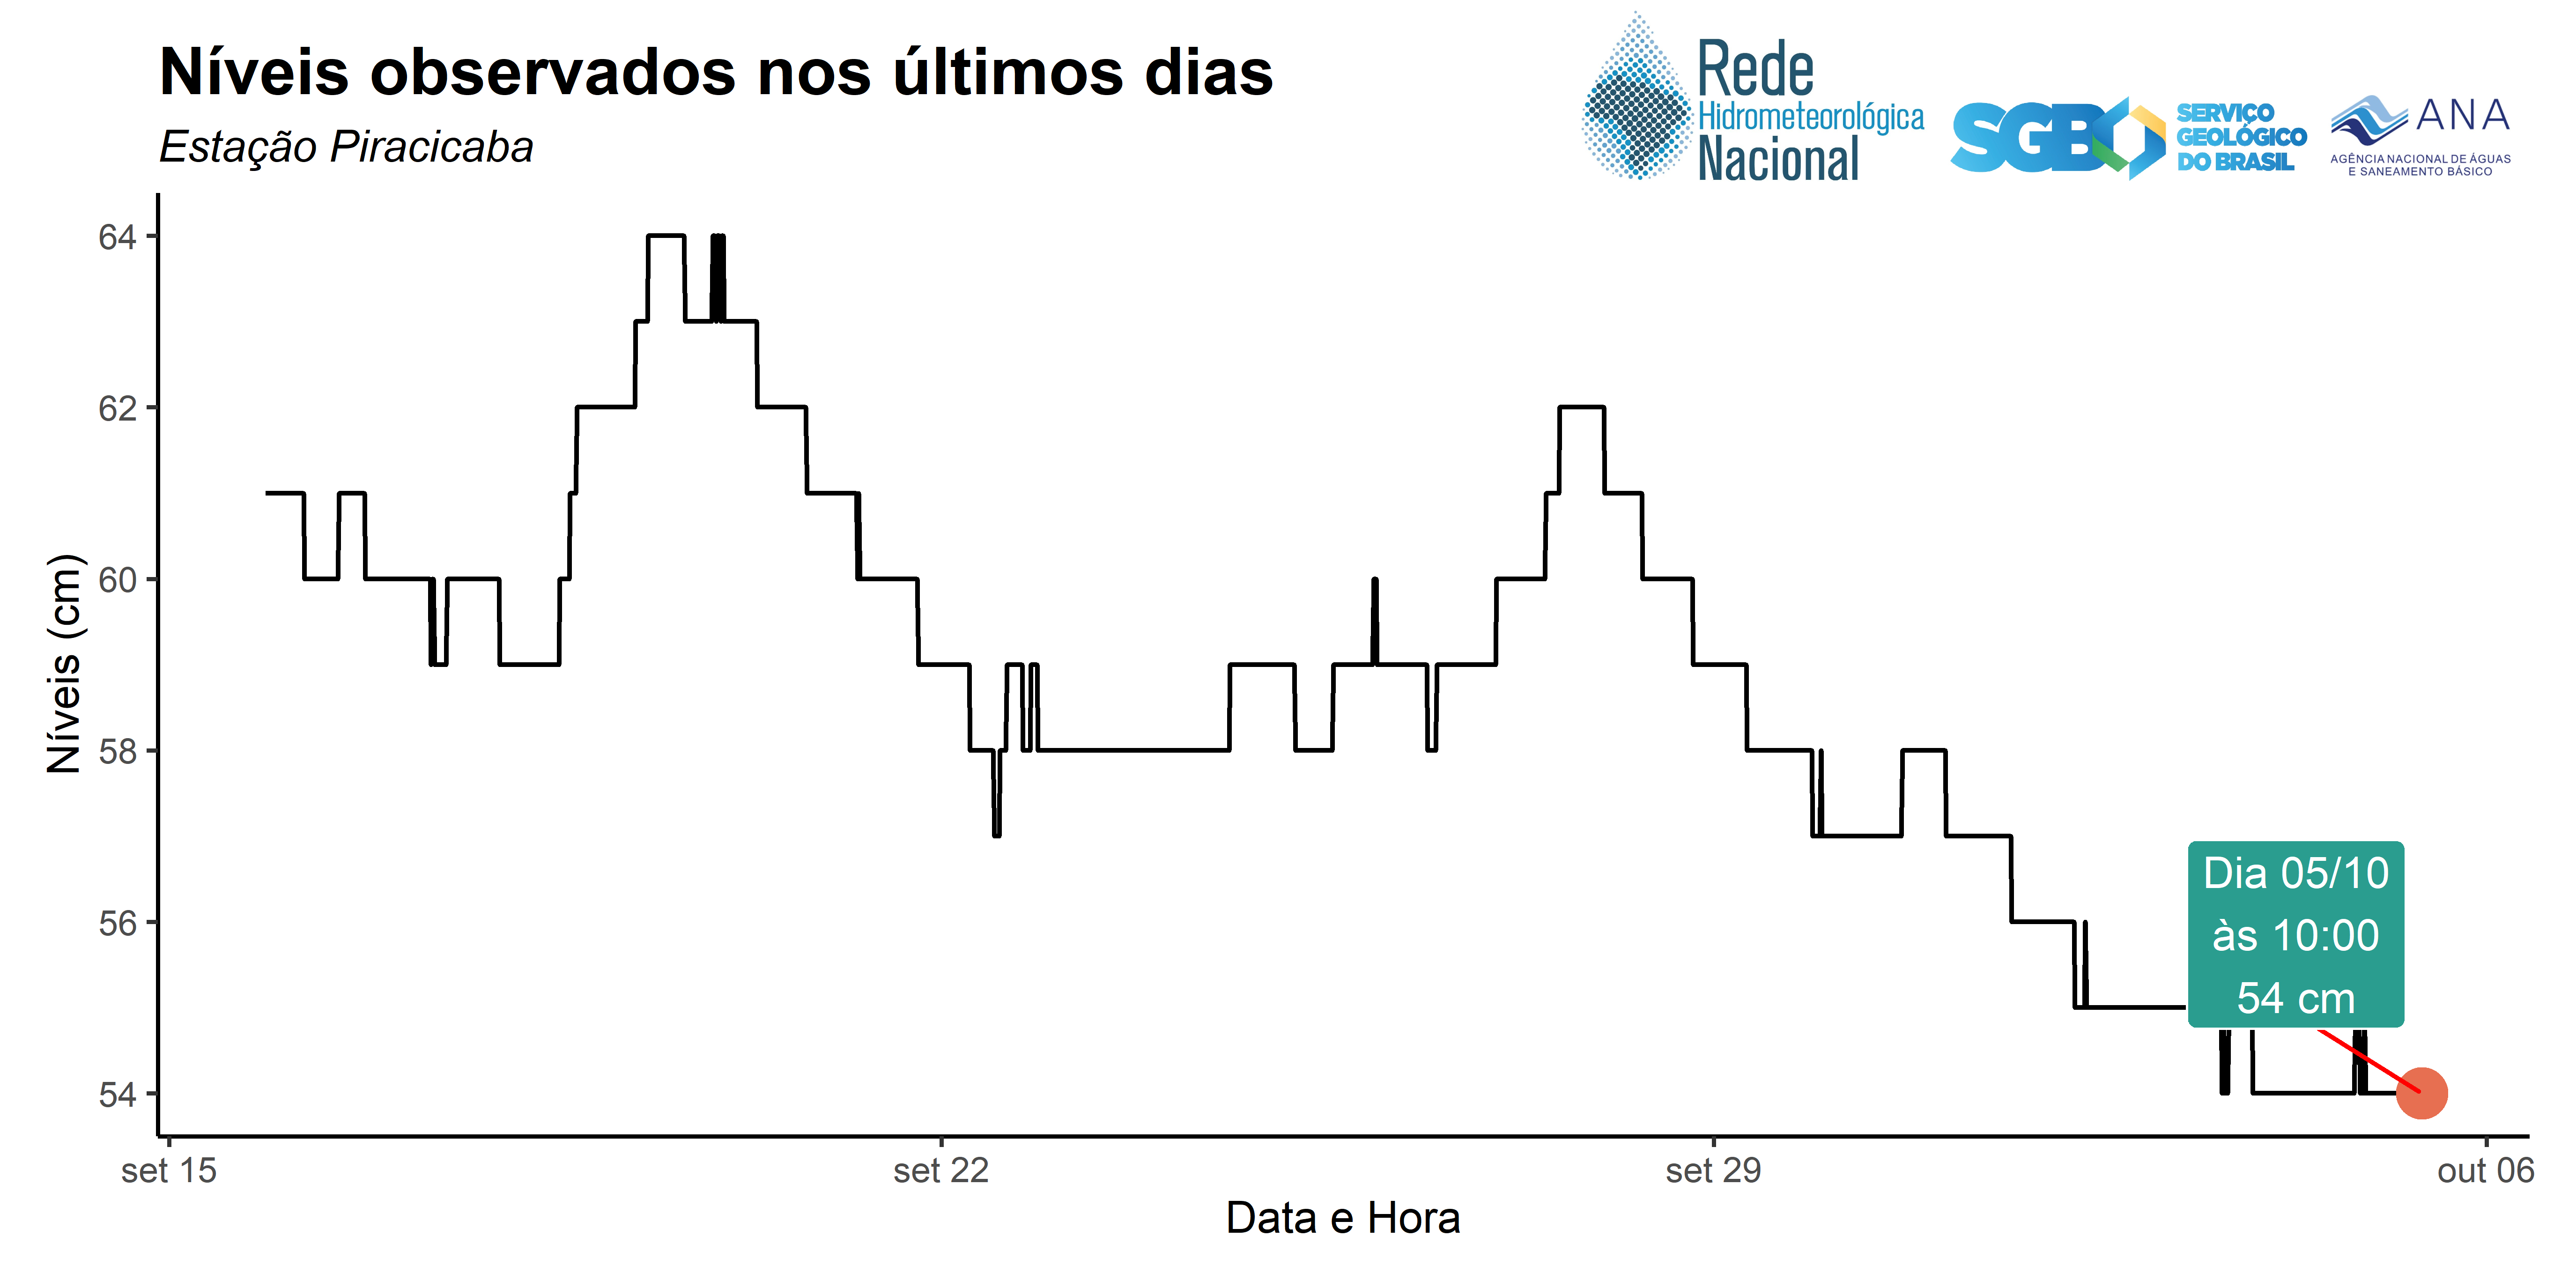 Níveis observados nos últimos dias
Estação Piracicaba
Rede
Hidrometeorológica
Nacional
SGB
SERVIÇO
GEOLÓGICO
DO BRASIL
ANA
AGÊNCIA NACIONAL DE ÁGUAS
E SANEAMENTO BÁSICO
64
62
60
58
56
54
Níveis (cm)
Dia 05/10
às 10:00
54 cm
set 15
set 22
set 29
out 06
Data e Hora